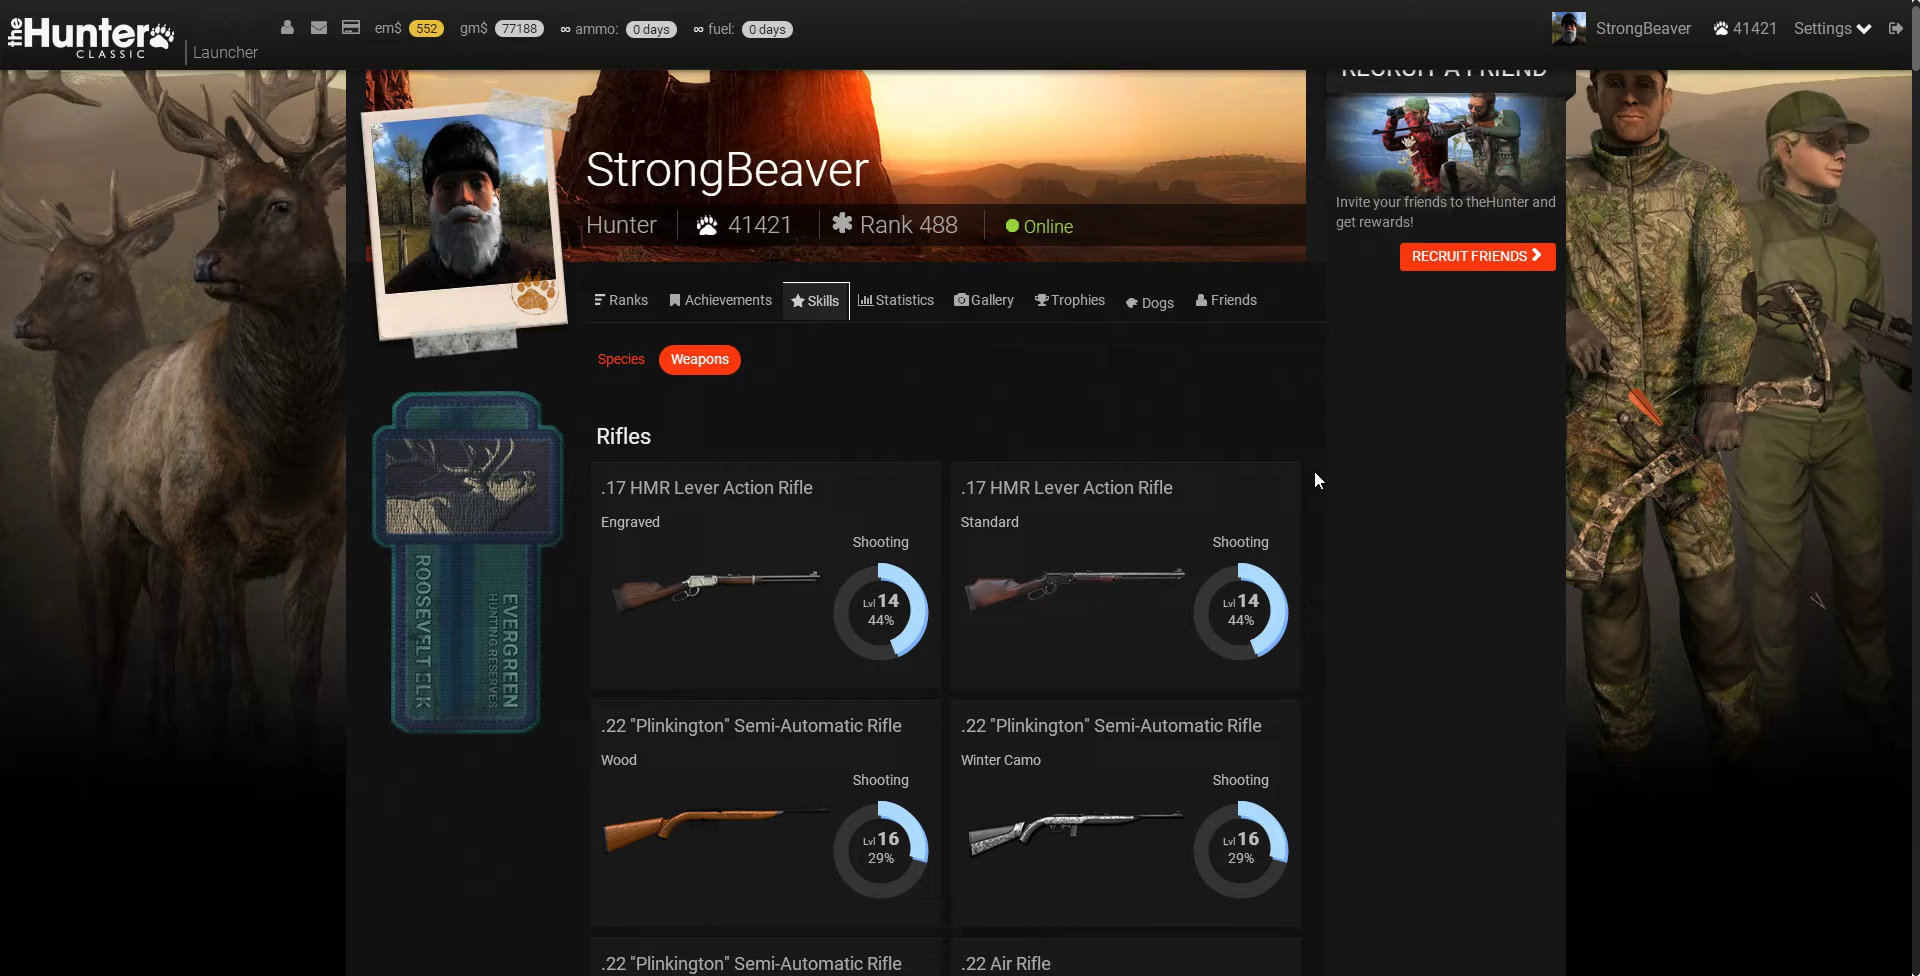 theHunter
CLASSIC
Launcher
em$ 552 gm$ 77188 ∞ ammo: 0 days ∞ fuel: 0 days
StrongBeaver 41421 Settings
RECRUIT A FRIEND
Invite your friends to theHunter and
get rewards!
RECRUIT FRIENDS
StrongBeaver
Hunter 41421 Rank 488 Online
Ranks Achievements Skills Statistics Gallery Trophies Dogs Friends
Species Weapons
ROOSEVELT ELK
EVERGREEN
HUNTING RESERVES
Rifles
.17 HMR Lever Action Rifle
Engraved
Shooting
Lvl 14
44%
.17 HMR Lever Action Rifle
Standard
Shooting
Lvl 14
44%
.22 "Plinkington" Semi-Automatic Rifle
Wood
Shooting
Lvl 16
29%
.22 "Plinkington" Semi-Automatic Rifle
Winter Camo
Shooting
Lvl 16
29%
.22 "Plinkington" Semi-Automatic Rifle
.22 Air Rifle